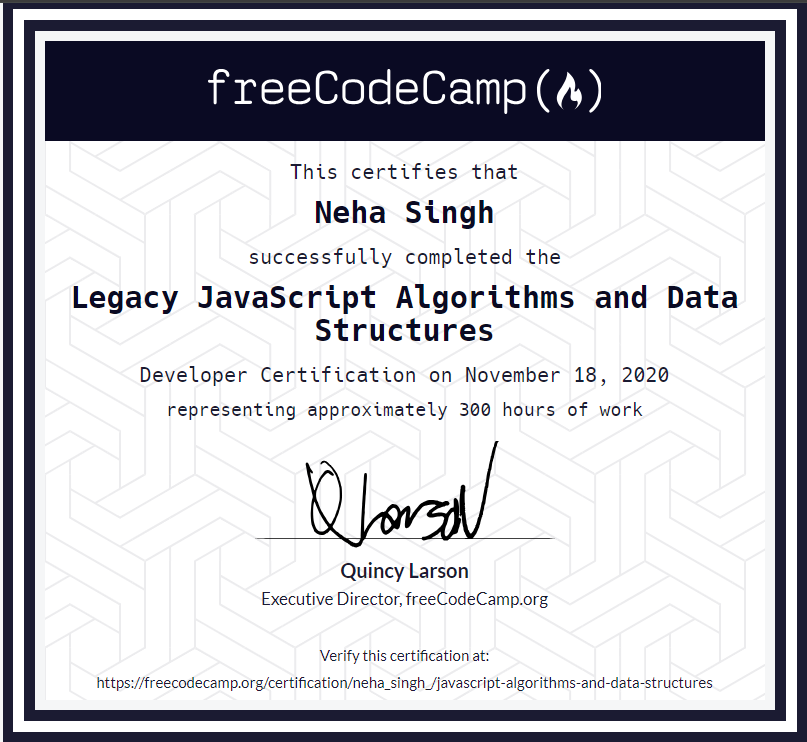 freeCodeCamp(🔥)
This certifies that
Neha Singh
successfully completed the
Legacy JavaScript Algorithms and Data
Structures
Developer Certification on November 18, 2020
representing approximately 300 hours of work
Q Larson
Quincy Larson
Executive Director, freeCodeCamp.org
Verify this certification at:
https://freecodecamp.org/certification/neha_singh_/javascript-algorithms-and-data-structures